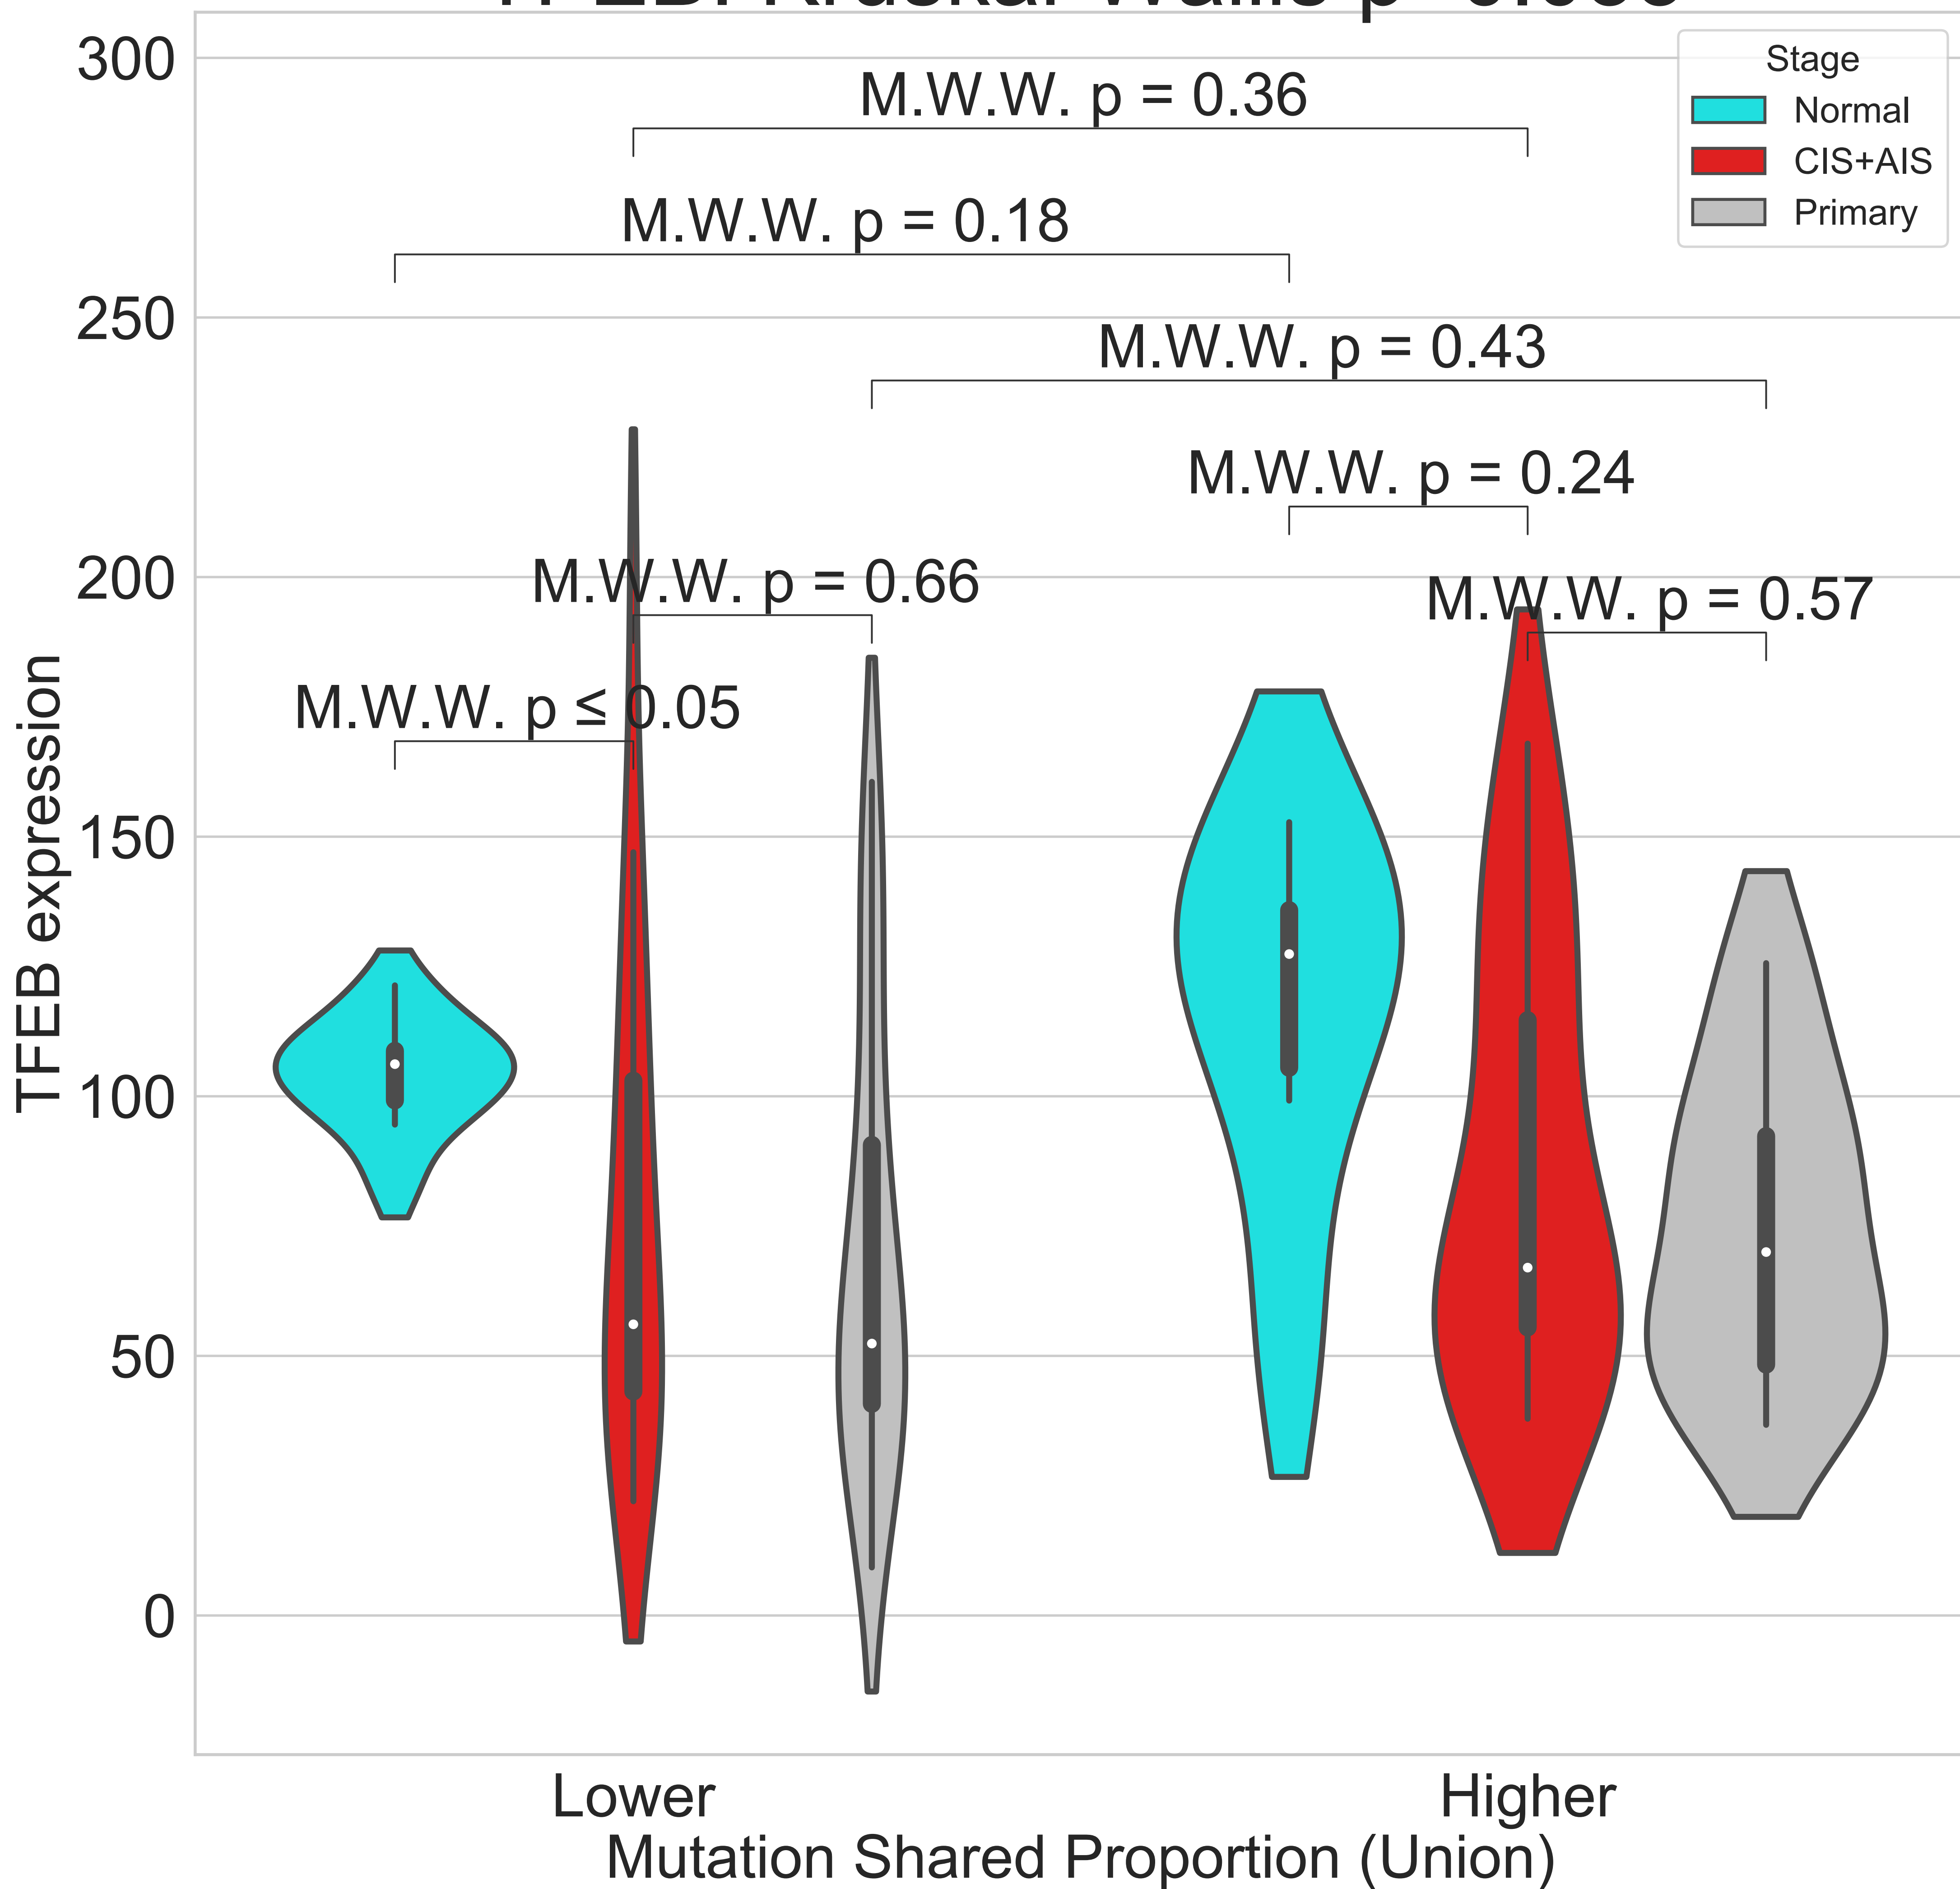 300
250
200
150
100
50
0
TFEB expression
Stage
Normal
CIS+AIS
Primary
M.W.W. p = 0.36
M.W.W. p = 0.18
M.W.W. p = 0.43
M.W.W. p = 0.24
M.W.W. p = 0.66
M.W.W. p = 0.57
M.W.W. p ≤ 0.05
Lower
Higher
Mutation Shared Proportion (Union)